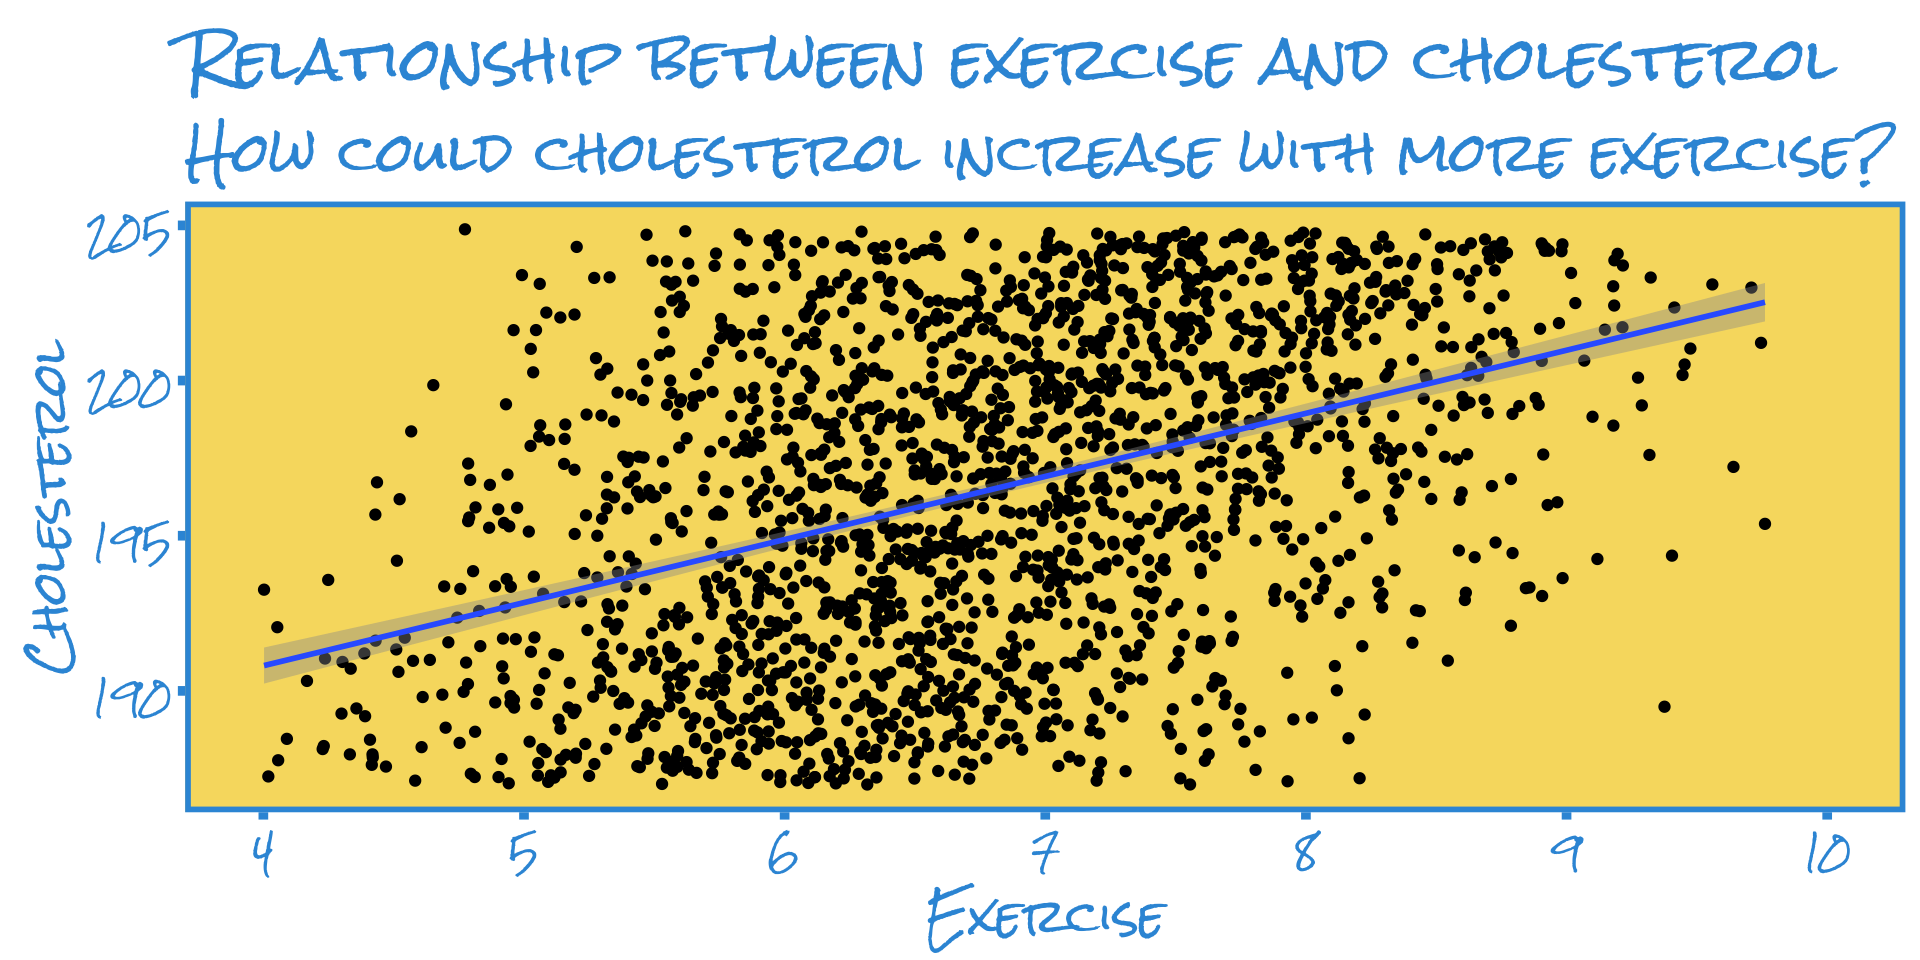 Relationship between exercise and cholesterol
How could cholesterol increase with more exercise?
205
200
195
190
Cholesterol
4 5 6 7 8 9 10
Exercise